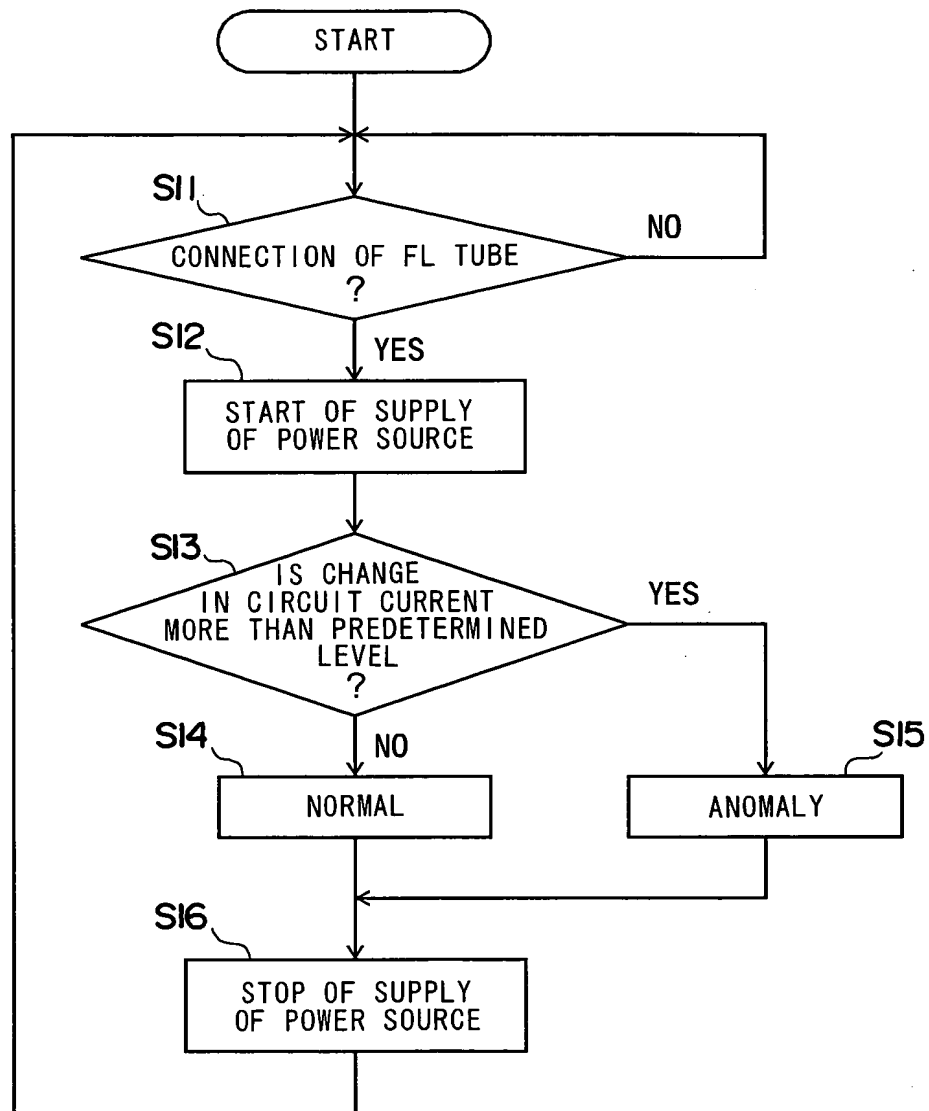 START
S11
CONNECTION OF FL TUBE
?
NO
S12
YES
START OF SUPPLY
OF POWER SOURCE
S13
IS CHANGE
IN CIRCUIT CURRENT
MORE THAN PREDETERMINED
LEVEL
?
YES
S14
NO
S15
NORMAL
ANOMALY
S16
STOP OF SUPPLY
OF POWER SOURCE